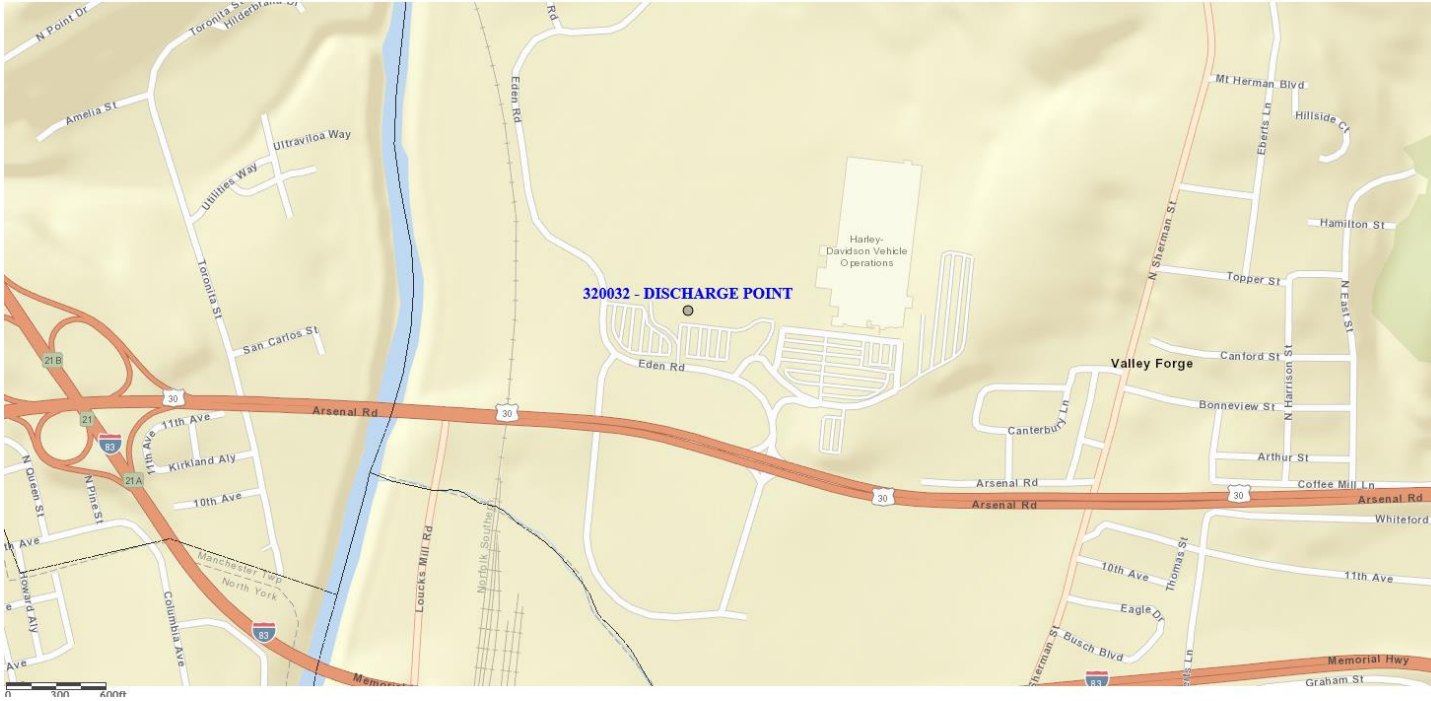 N Point Dr
Toronita St
Hilderbrand Dr
Rd
Eden Rd
Amelia St
Ultraviloa Way
Utilities Way
Toronita St
San Carlos St
Mt Herman Blvd
Eberts Ln
Hillside Ct
N Sherman St
Hamilton St
Topper St
N East St
Harley-
Davidson Vehicle
Operations
320032 - DISCHARGE POINT
Eden Rd
Valley Forge
Canford St
N Harrison St
Bonneview St
Canterbury Ln
Arthur St
21 B
30
Arsenal Rd
30
21
83
11th Ave
11th Ave
Kirkland Aly
21A
10th Ave
N Queen St
N Pine St
Arsenal Rd
30
Arsenal Rd
30
Coffee Mill Ln
Arsenal Rd
Whiteford
th Ave
Manchester Twp
North York
Howard Aly
Columbia Ave
Loucks Mill Rd
Norfolk Southern
10th Ave
Thomas St
11th Ave
Eagle Dr
Busch Blvd
Sherman St
erts Ln
e
Ave
83
Memorial
83
Memorial Hwy
Graham St
0 300 600ft